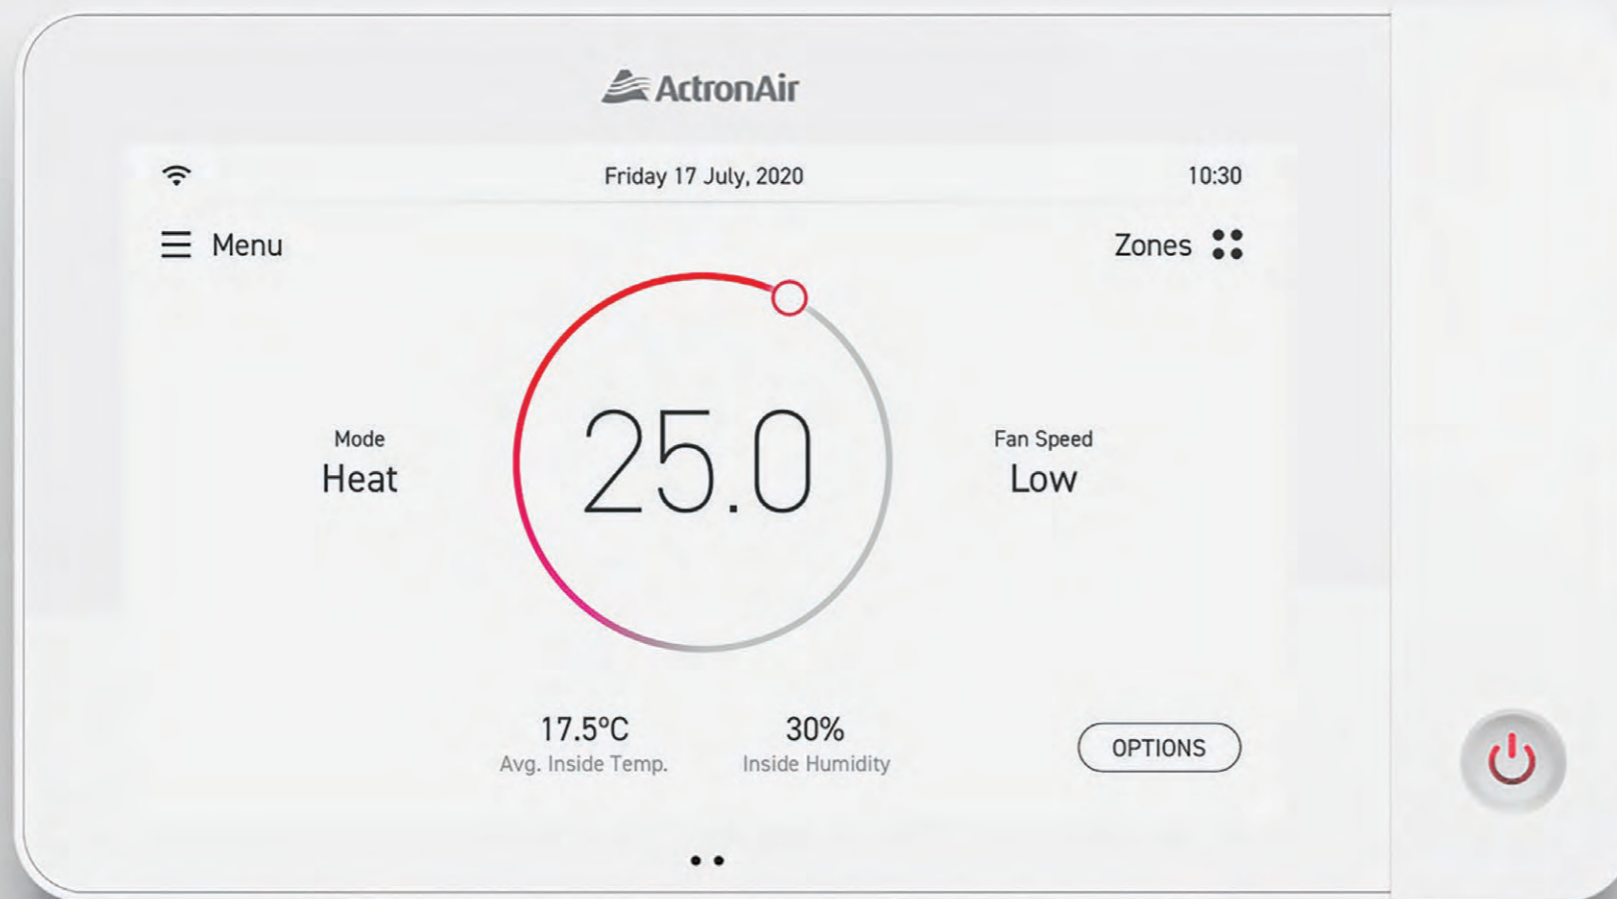 ActronAir
Friday 17 July, 2020
10:30
Menu
Zones
Mode
Heat
25.0
Fan Speed
Low
17.5ºC
Avg. Inside Temp.
30%
Inside Humidity
OPTIONS